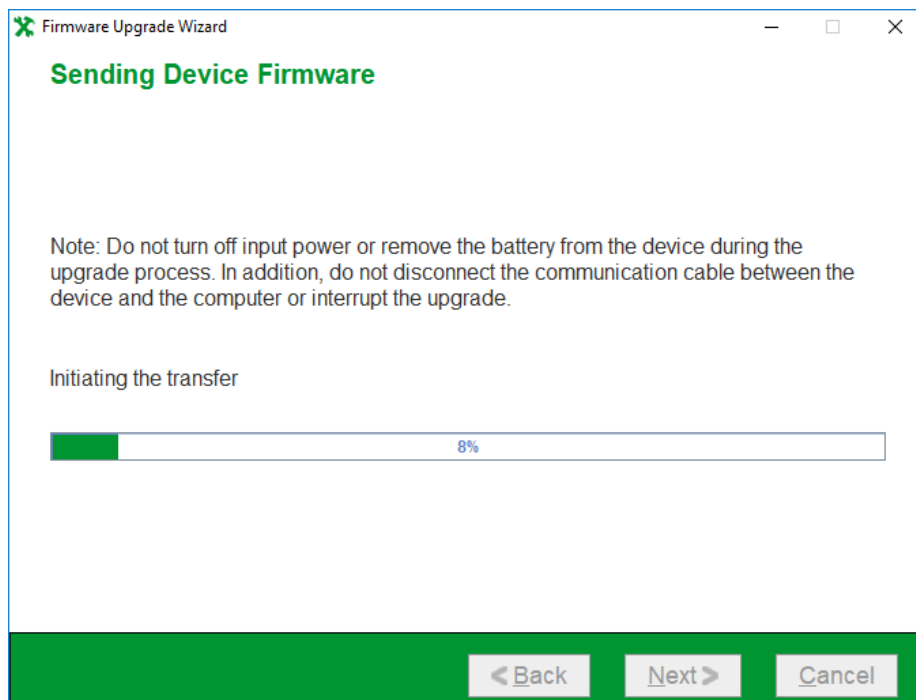 Firmware Upgrade Wizard
Sending Device Firmware
Note: Do not turn off input power or remove the battery from the device during the
upgrade process. In addition, do not disconnect the communication cable between the
device and the computer or interrupt the upgrade.
Initiating the transfer
8%
< Back Next > Cancel